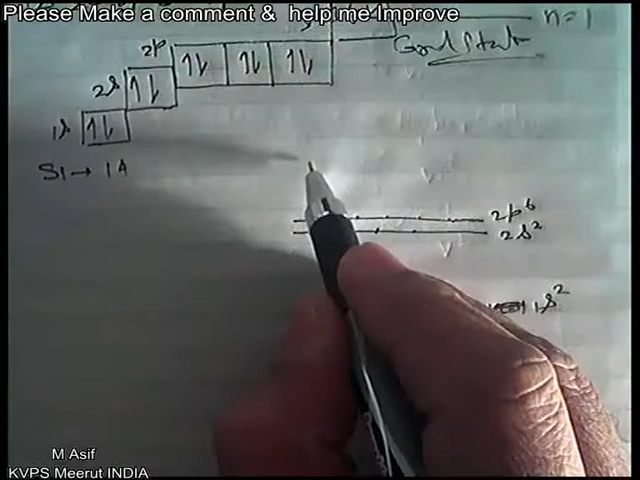 Please Make a comment & help me Improve
n=1
Ground State
2p
2s
1s
Si → 14
2p⁶
2s²
1s²
M Asif
KVPS Meerut INDIA